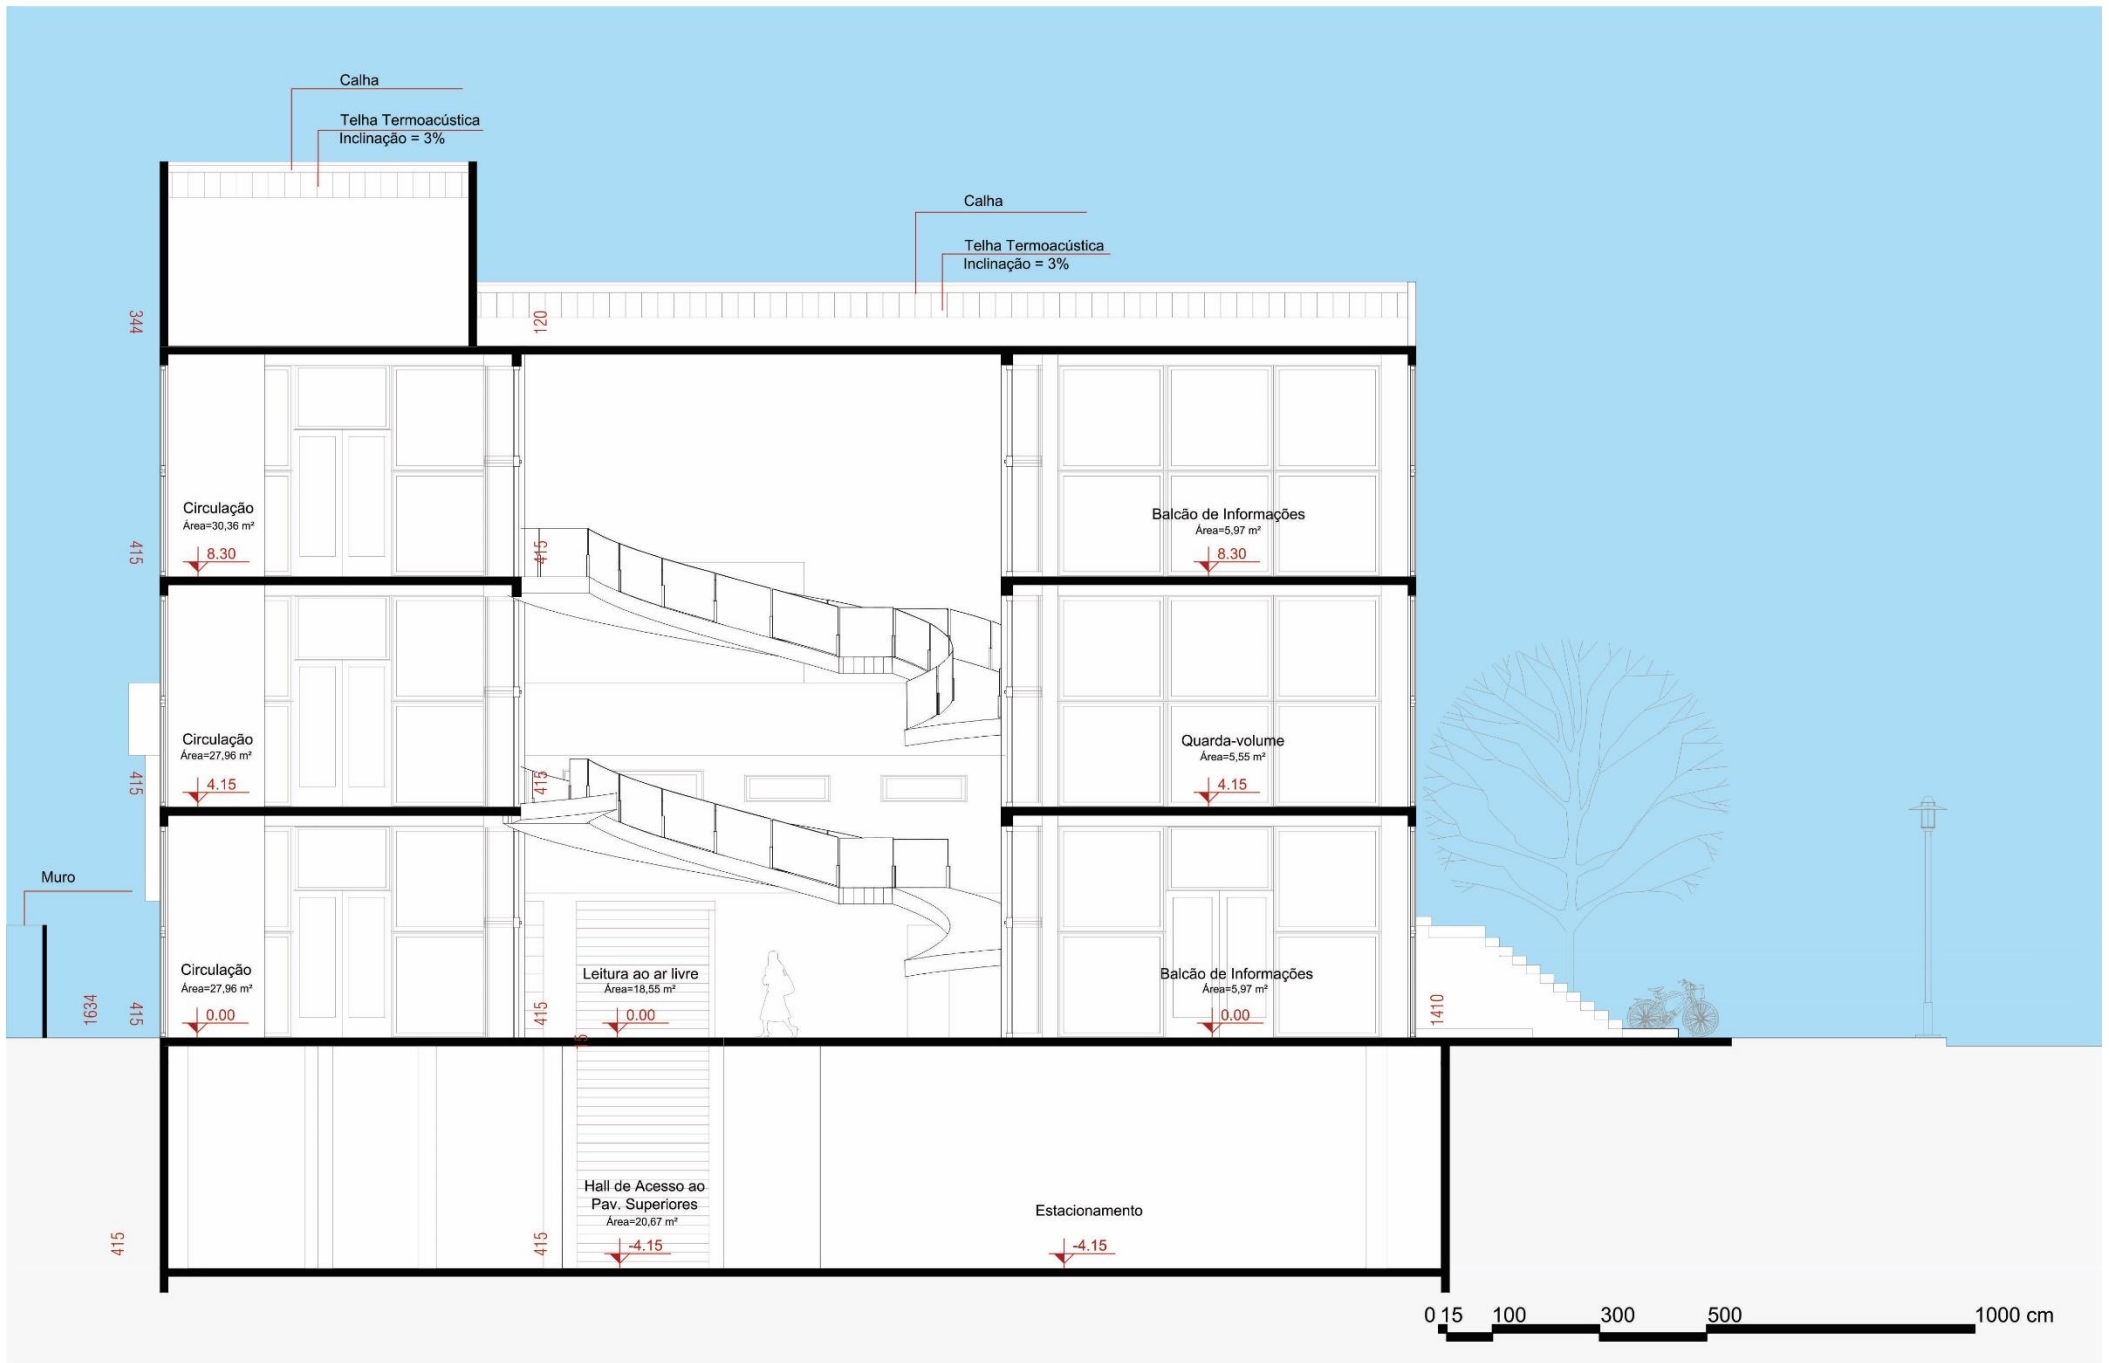 Calha
Telha Termoacústica
Inclinação = 3%
Calha
Telha Termoacústica
Inclinação = 3%
344
120
Circulação
Área=30,36 m²
8.30
415
415
Balcão de Informações
Área=5,97 m²
8.30
Circulação
Área=27,96 m²
4.15
415
415
Quarda-volume
Área=5,55 m²
4.15
Muro
Circulação
Área=27,96 m²
0.00
1634
415
415
Leitura ao ar livre
Área=18,55 m²
0.00
15
Balcão de Informações
Área=5,97 m²
0.00
1410
415
415
Hall de Acesso ao
Pav. Superiores
Área=20,67 m²
-4.15
Estacionamento
-4.15
0 15 100 300 500 1000 cm